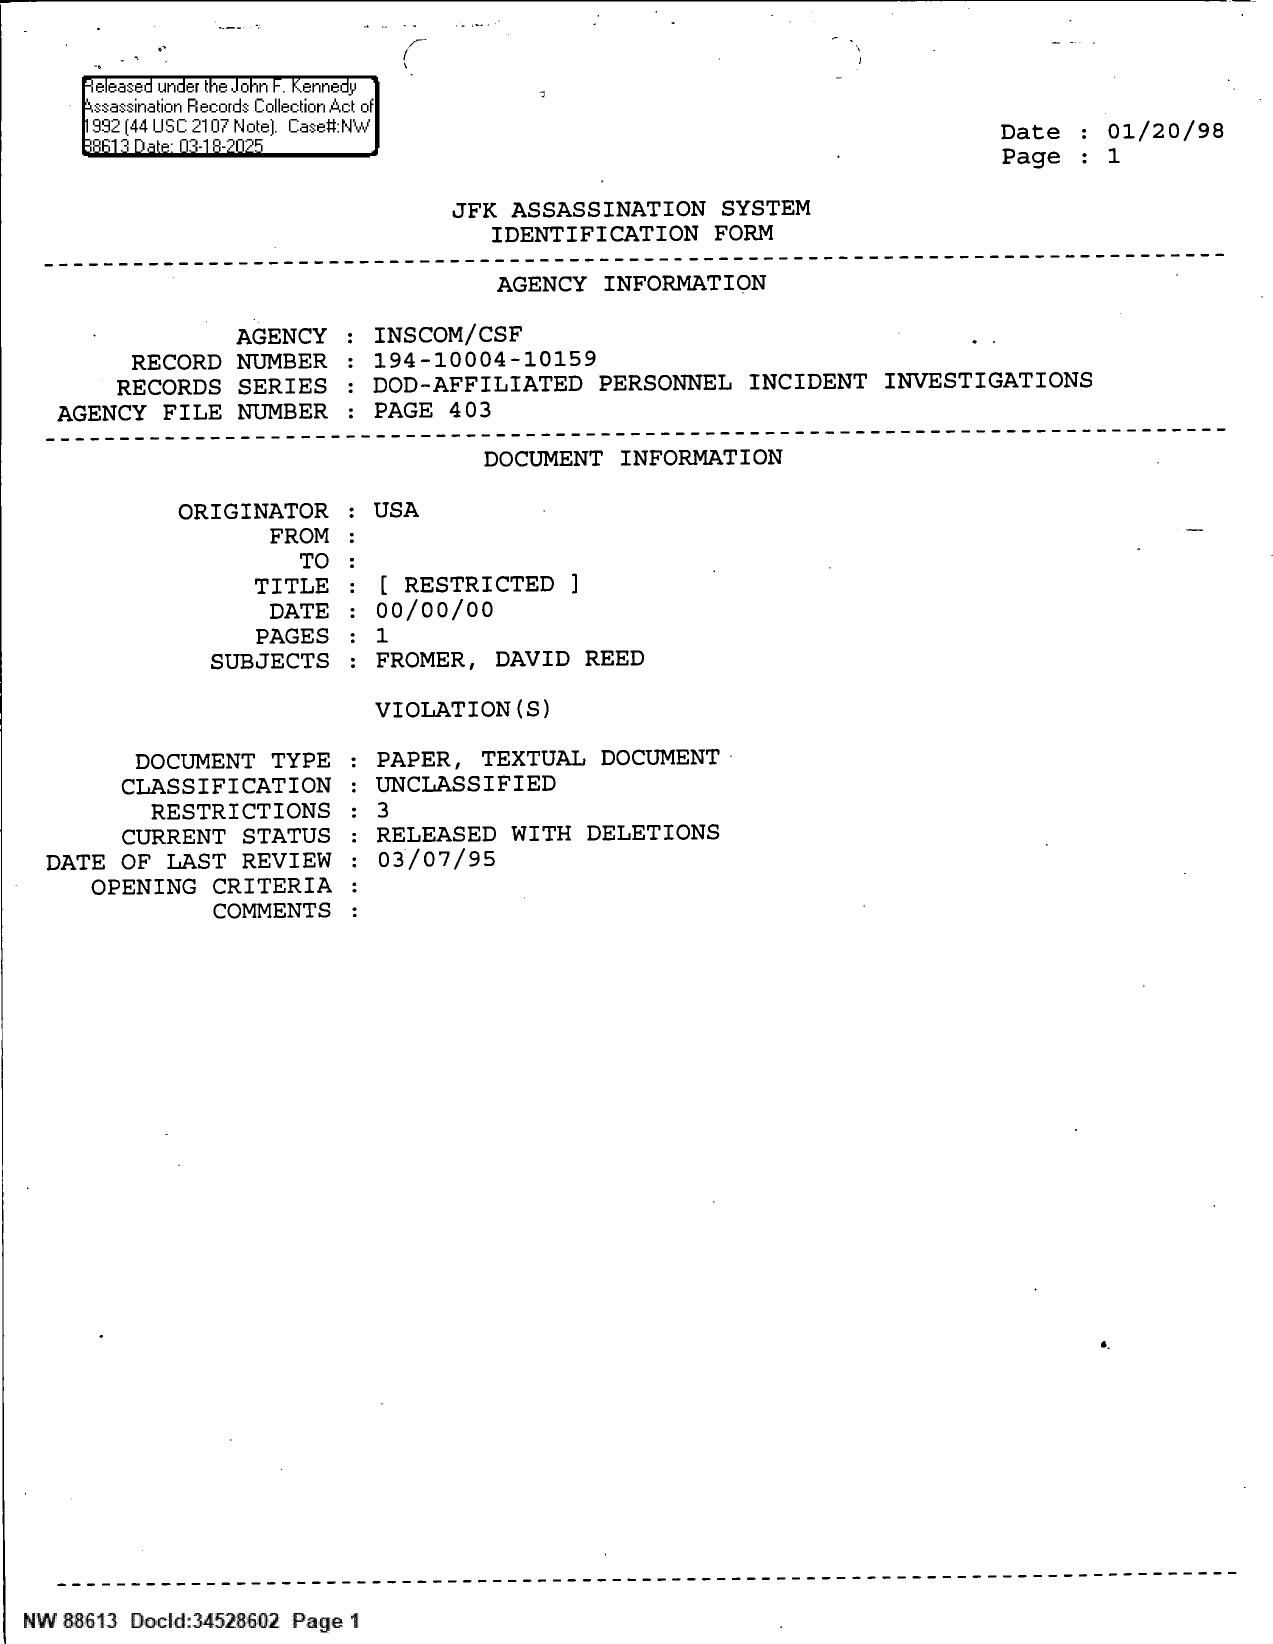 Released under the John F. Kennedy
Assassination Records Collection Act of
1992 (44 USC 2107 Note). Case#:NW
88613 Date: 03-18-2025
Date : 01/20/98
Page : 1
JFK ASSASSINATION SYSTEM
IDENTIFICATION FORM
AGENCY INFORMATION
AGENCY : INSCOM/CSF
RECORD NUMBER : 194-10004-10159
RECORDS SERIES : DOD-AFFILIATED PERSONNEL INCIDENT INVESTIGATIONS
AGENCY FILE NUMBER : PAGE 403
DOCUMENT INFORMATION
ORIGINATOR : USA
FROM :
TO :
TITLE : [ RESTRICTED ]
DATE : 00/00/00
PAGES : 1
SUBJECTS : FROMER, DAVID REED
VIOLATION(S)
DOCUMENT TYPE : PAPER, TEXTUAL DOCUMENT
CLASSIFICATION : UNCLASSIFIED
RESTRICTIONS : 3
CURRENT STATUS : RELEASED WITH DELETIONS
DATE OF LAST REVIEW : 03/07/95
OPENING CRITERIA :
COMMENTS :
NW 88613 DocId:34528602 Page 1